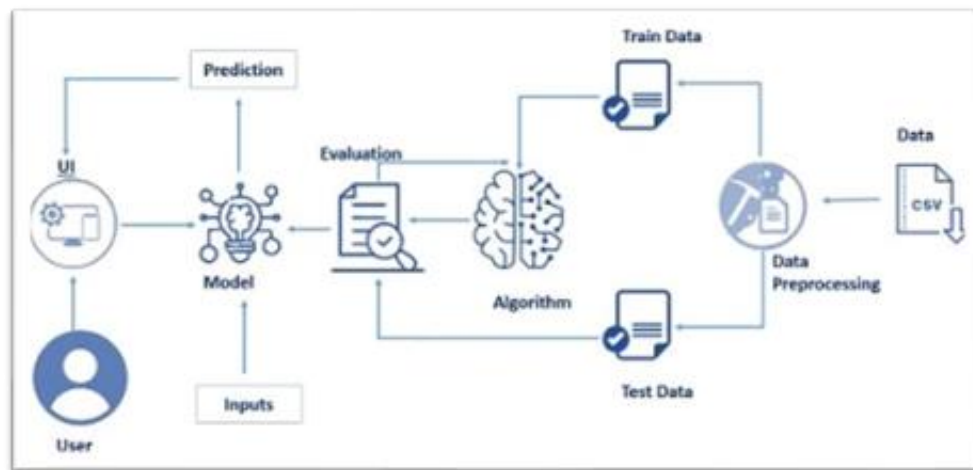 Train Data
Prediction
Data
Evaluation
UI
CSV
Model
Data
Preprocessing
Algorithm
Test Data
Inputs
User